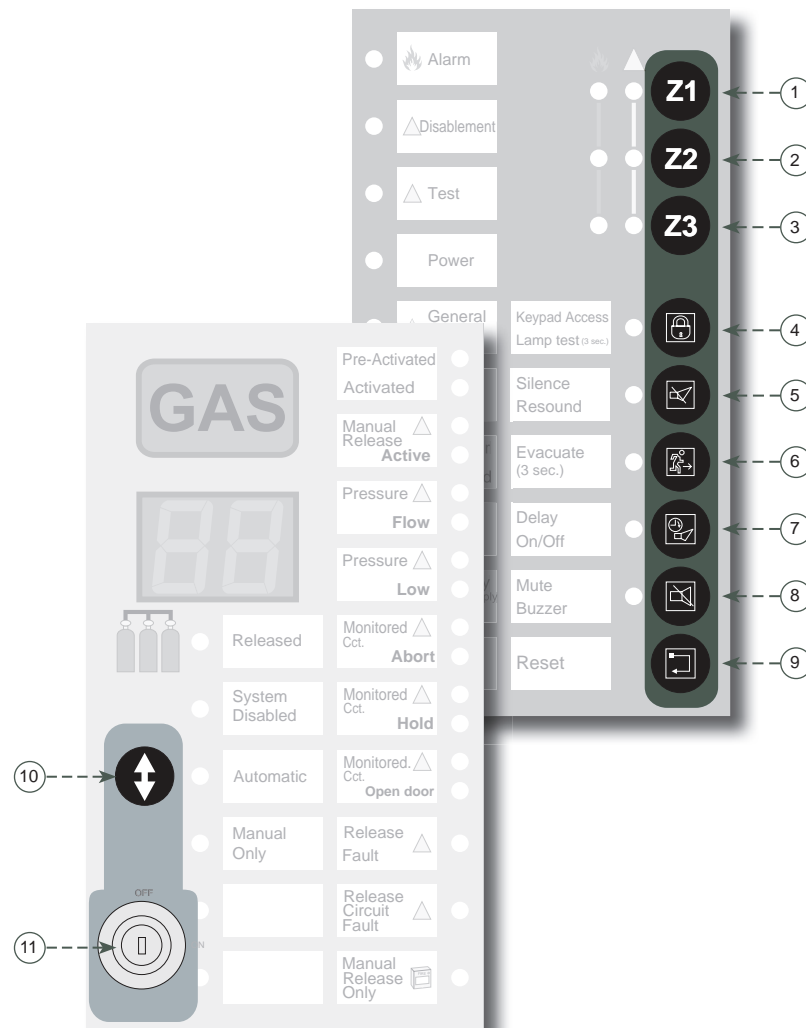 Alarm
Z1
1
Disablement
Z2
2
Test
Z3
3
Power
General
Keypad Access
Lamp test (3 sec.)
4
Silence
Resound
5
Evacuate
(3 sec.)
6
Delay
On/Off
7
Mute
Buzzer
8
Reset
9
GAS
Pre-Activated
Activated
Manual
Release
Active
Pressure
Flow
88
Pressure
Low
Released
Monitored
Cct.
Abort
System
Disabled
Monitored
Cct.
Hold
10
Automatic
Monitored.
Cct.
Open door
Manual
Only
Release
Fault
OFF
11
Release
Circuit
Fault
Manual
Release
Only